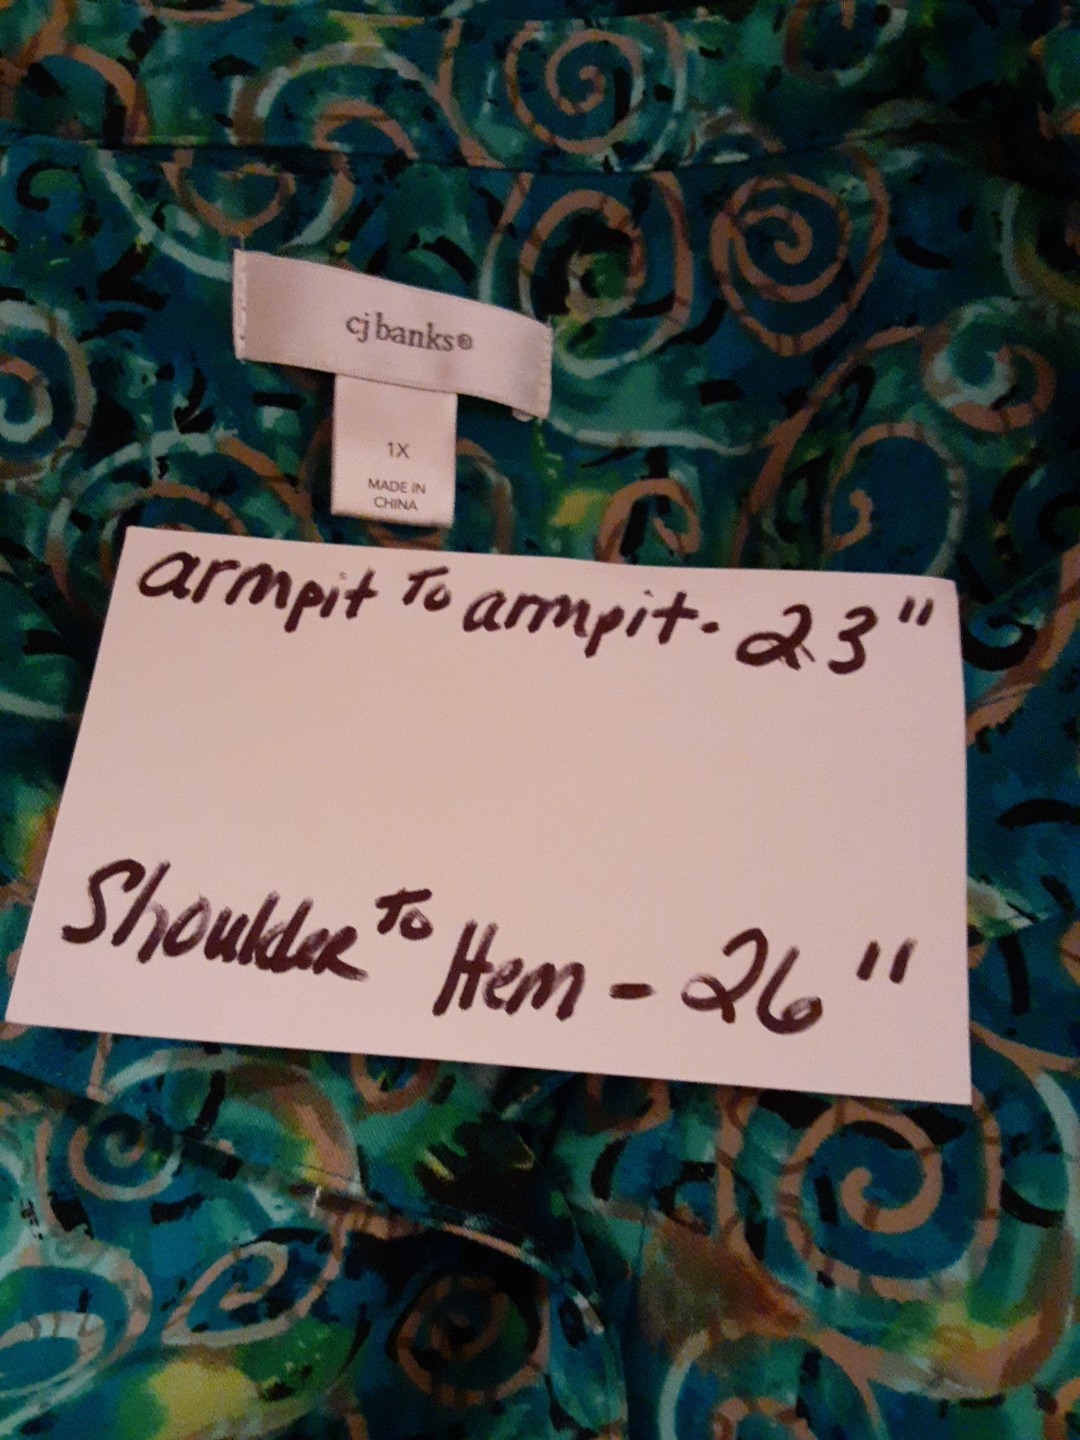 cj banks®
1X
MADE IN
CHINA
armpit To armpit. 23"
Shoulder To Hem - 26"